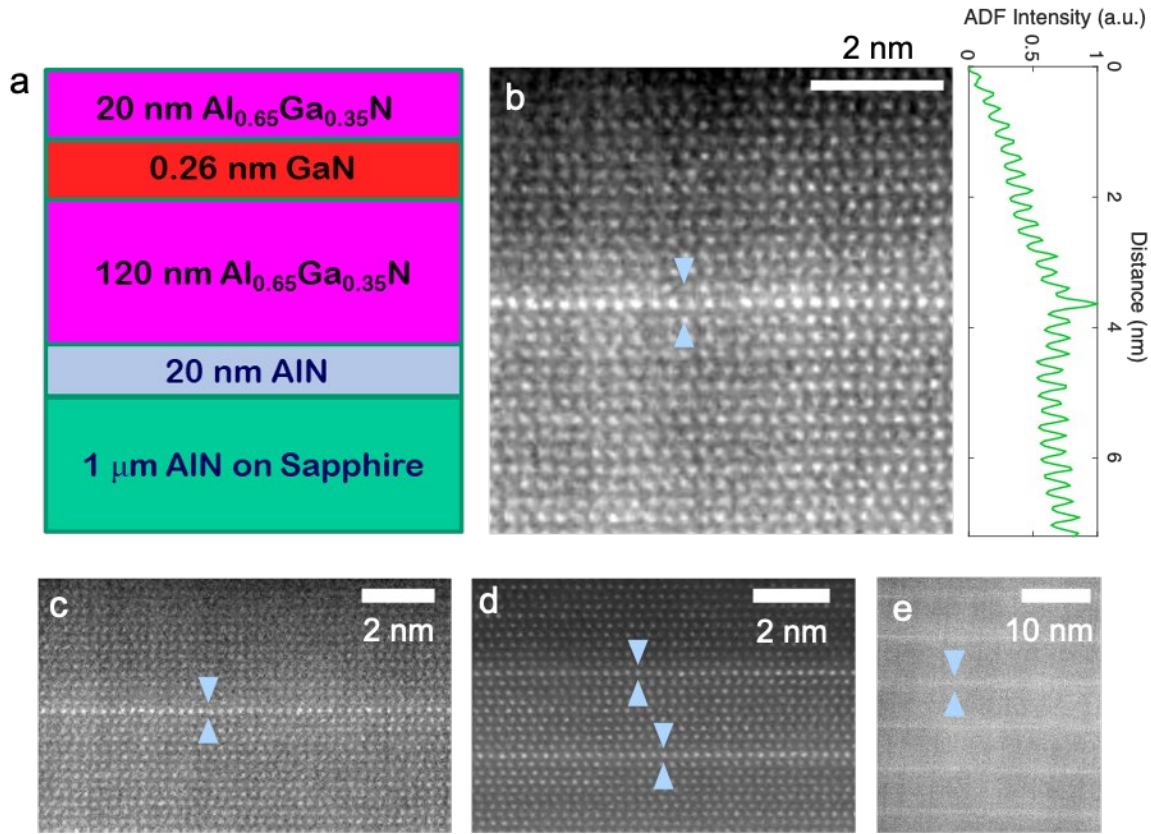 a
20 nm Al0.65Ga0.35N
0.26 nm GaN
120 nm Al0.65Ga0.35N
20 nm AlN
1 μm AlN on Sapphire
b
2 nm
ADF Intensity (a.u.)
0 0.5 1
0
2
4
6
Distance (nm)
c
2 nm
d
2 nm
e
10 nm